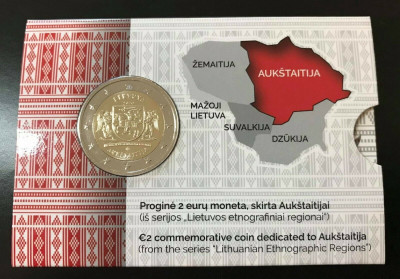 ŽEMAITIJA
AUKŠTAITIJA
MAŽOJI
LIETUVA
SUVALKIJA
DZŪKIJA
LIETUVA
Proginė 2 eurų moneta, skirta Aukštaitijai
(iš serijos „Lietuvos etnografiniai regionai“)
€2 commemorative coin dedicated to Aukštaitija
(from the series "Lithuanian Ethnographic Regions")